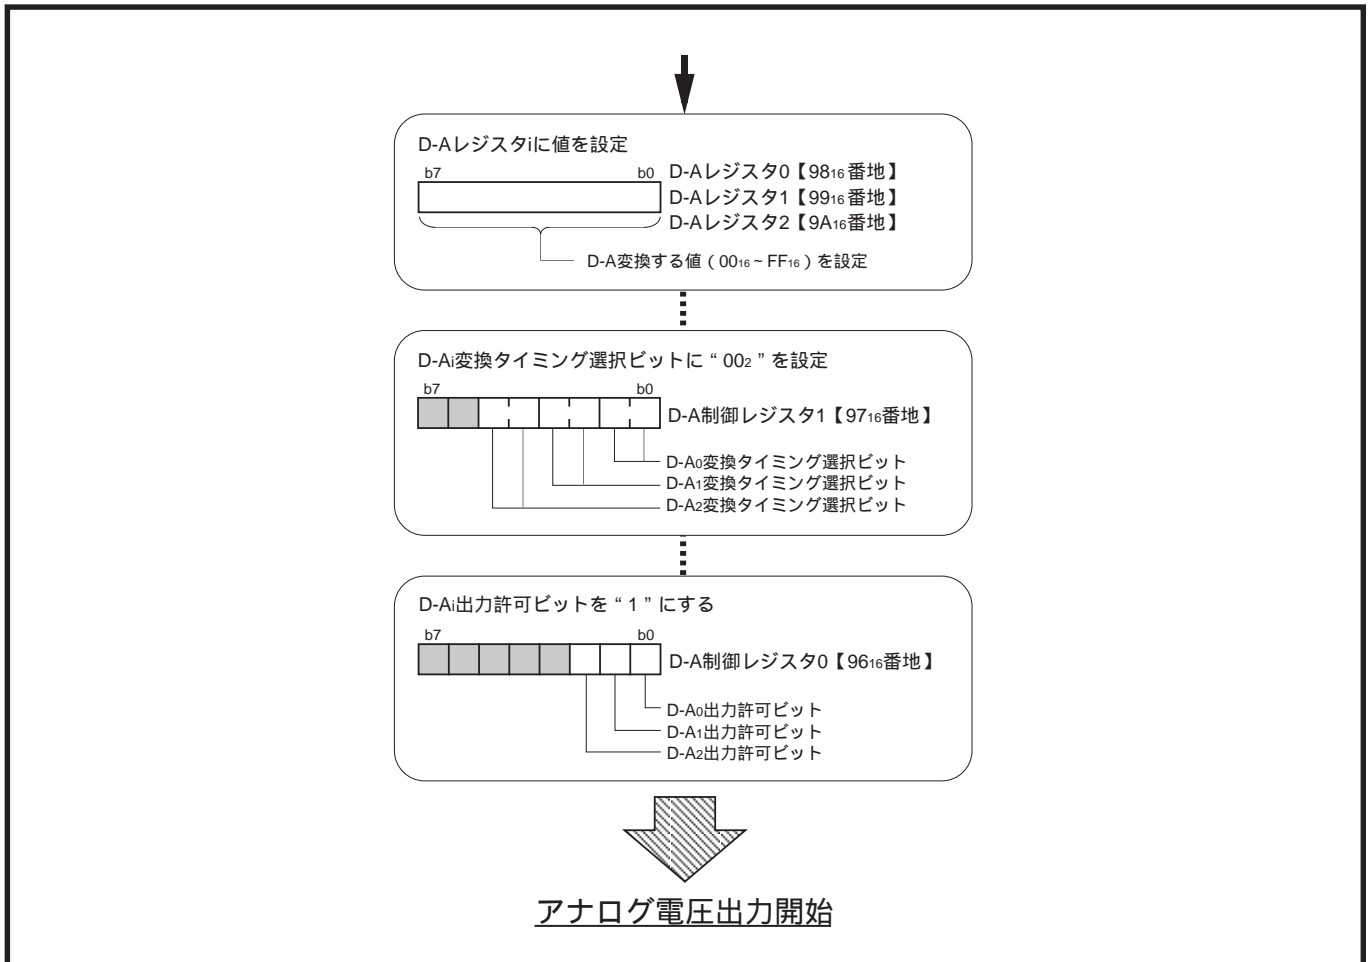 D-Aレジスタiに値を設定
b7 b0
D-Aレジスタ0【9816番地】
D-Aレジスタ1【9916番地】
D-Aレジスタ2【9A16番地】
D-A変換する値(0016~FF16)を設定
D-Ai変換タイミング選択ビットに“002”を設定
b7 b0
D-A制御レジスタ1【9716番地】
D-A0変換タイミング選択ビット
D-A1変換タイミング選択ビット
D-A2変換タイミング選択ビット
D-Ai出力許可ビットを“1”にする
b7 b0
D-A制御レジスタ0【9616番地】
D-A0出力許可ビット
D-A1出力許可ビット
D-A2出力許可ビット
アナログ電圧出力開始